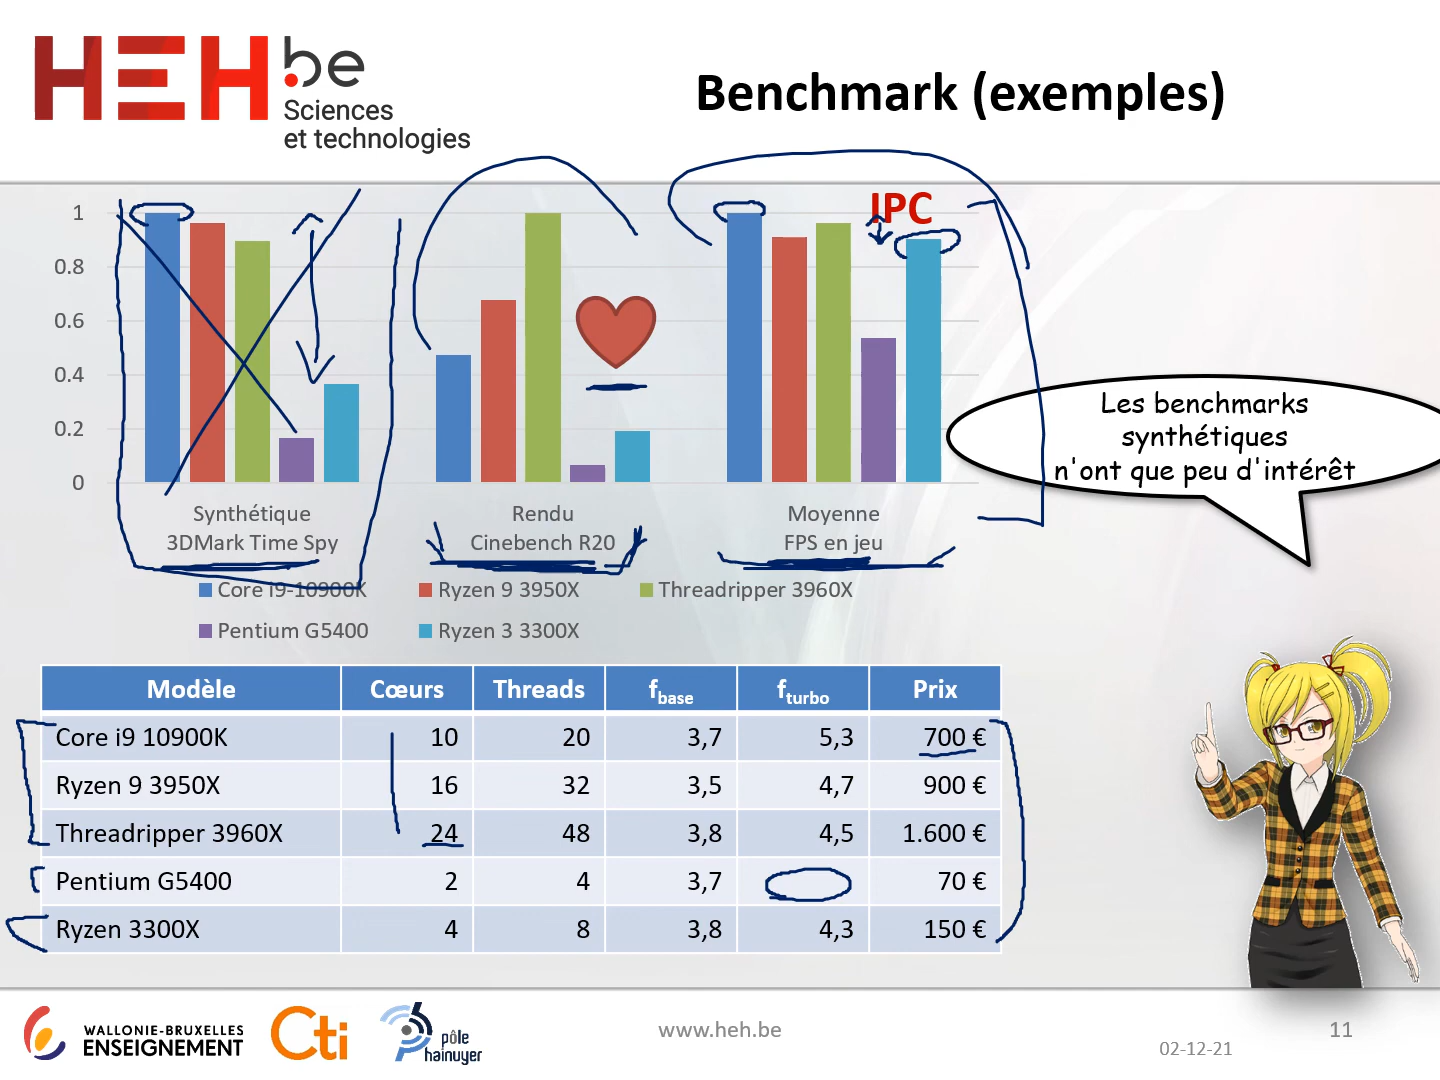 HEH.be
Sciences
et technologies
Benchmark (exemples)
IPC
1
0.8
0.6
0.4
0.2
0
Synthétique
3DMark Time Spy
Rendu
Cinebench R20
Moyenne
FPS en jeu
Core i9-10900K Ryzen 9 3950X Threadripper 3960X
Pentium G5400 Ryzen 3 3300X
Les benchmarks
synthétiques
n'ont que peu d'intérêt
Modèle Cœurs Threads fbase fturbo Prix
Core i9 10900K 10 20 3,7 5,3 700 €
Ryzen 9 3950X 16 32 3,5 4,7 900 €
Threadripper 3960X 24 48 3,8 4,5 1.600 €
Pentium G5400 2 4 3,7 70 €
Ryzen 3300X 4 8 3,8 4,3 150 €
WALLONIE-BRUXELLES
ENSEIGNEMENT
Cti
pôle
hainuyer
www.heh.be
02-12-21
11